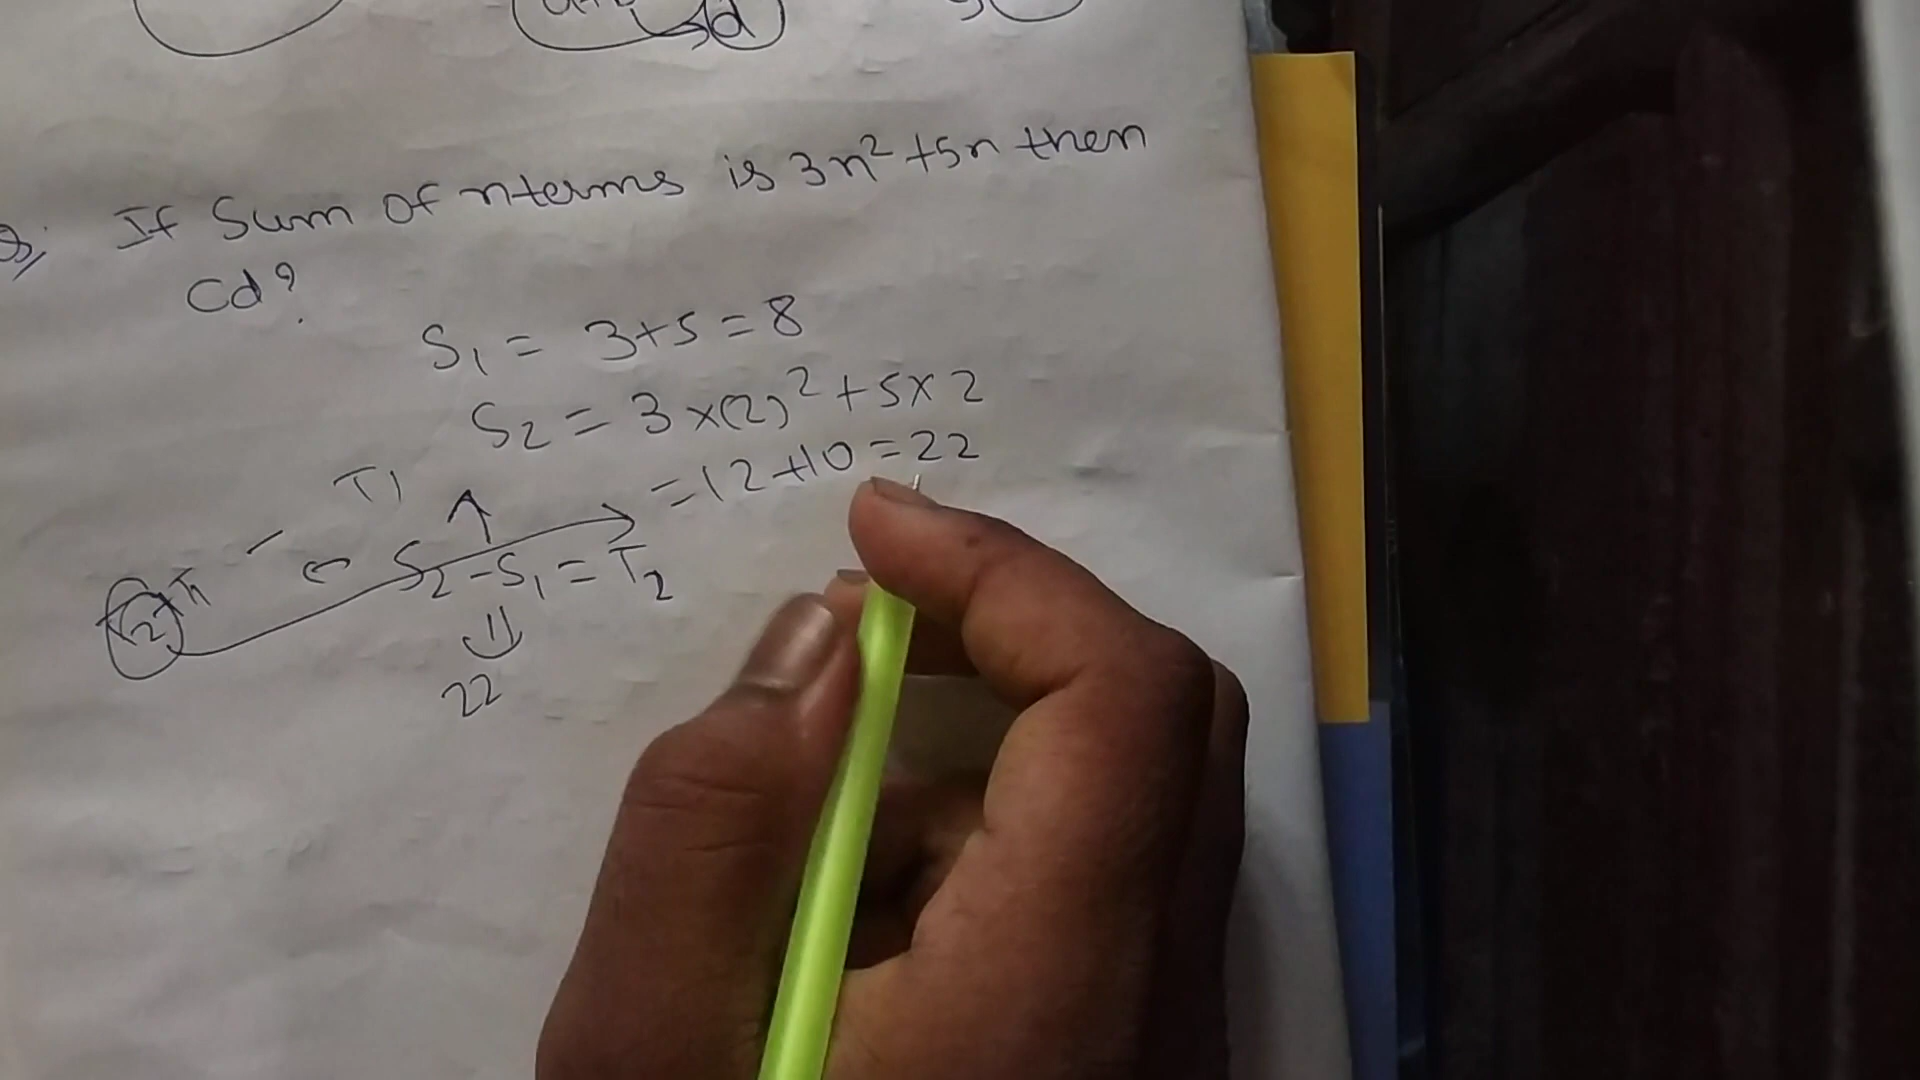 d
Q. If Sum of n terms is 3n²+5n then
Cd?
S₁ = 3+5=8
S₂ = 3×(2)²+5×2
=12+10=22
T1
S₂-S₁=T₂
22